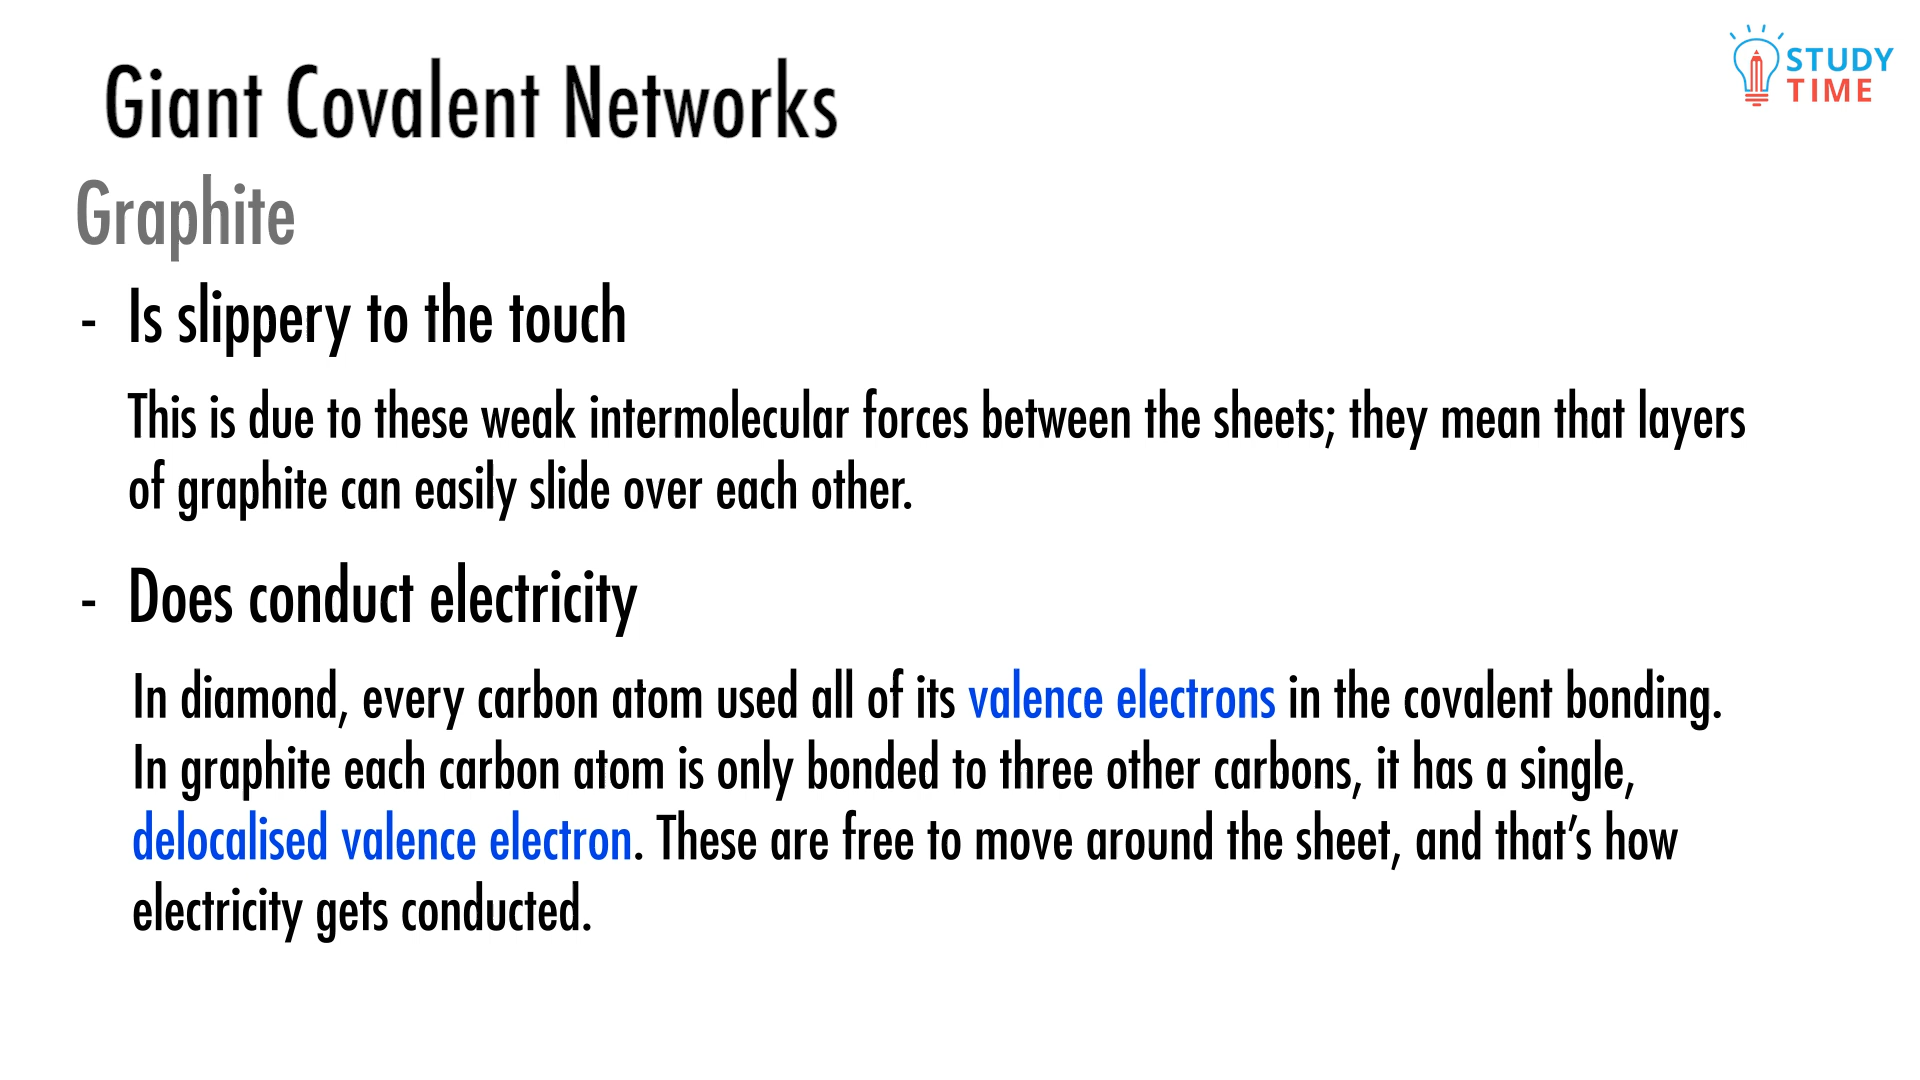 STUDY
TIME
Giant Covalent Networks
Graphite
- Is slippery to the touch
This is due to these weak intermolecular forces between the sheets; they mean that layers
of graphite can easily slide over each other.
- Does conduct electricity
In diamond, every carbon atom used all of its valence electrons in the covalent bonding.
In graphite each carbon atom is only bonded to three other carbons, it has a single,
delocalised valence electron. These are free to move around the sheet, and that’s how
electricity gets conducted.